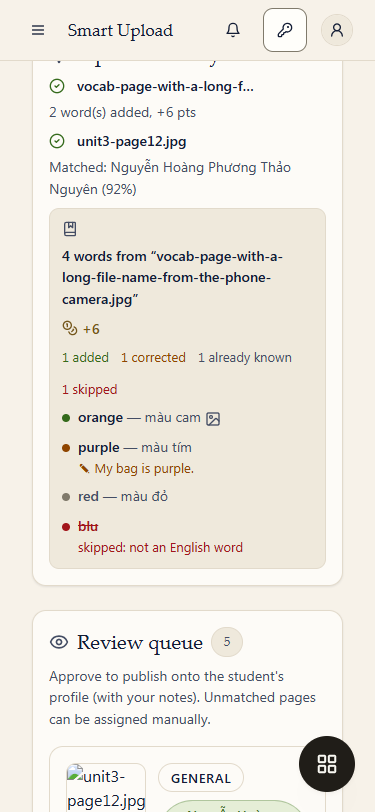 Smart Upload
vocab-page-with-a-long-f...
2 word(s) added, +6 pts
unit3-page12.jpg
Matched: Nguyễn Hoàng Phương Thảo
Nguyên (92%)
4 words from “vocab-page-with-a-
long-file-name-from-the-phone-
camera.jpg”
+6
1 added 1 corrected 1 already known
1 skipped
orange — màu cam
purple — màu tím
My bag is purple.
red — màu đỏ
blu
skipped: not an English word
Review queue 5
Approve to publish onto the student's
profile (with your notes). Unmatched pages
can be assigned manually.
unit3-
page12.jpg
GENERAL